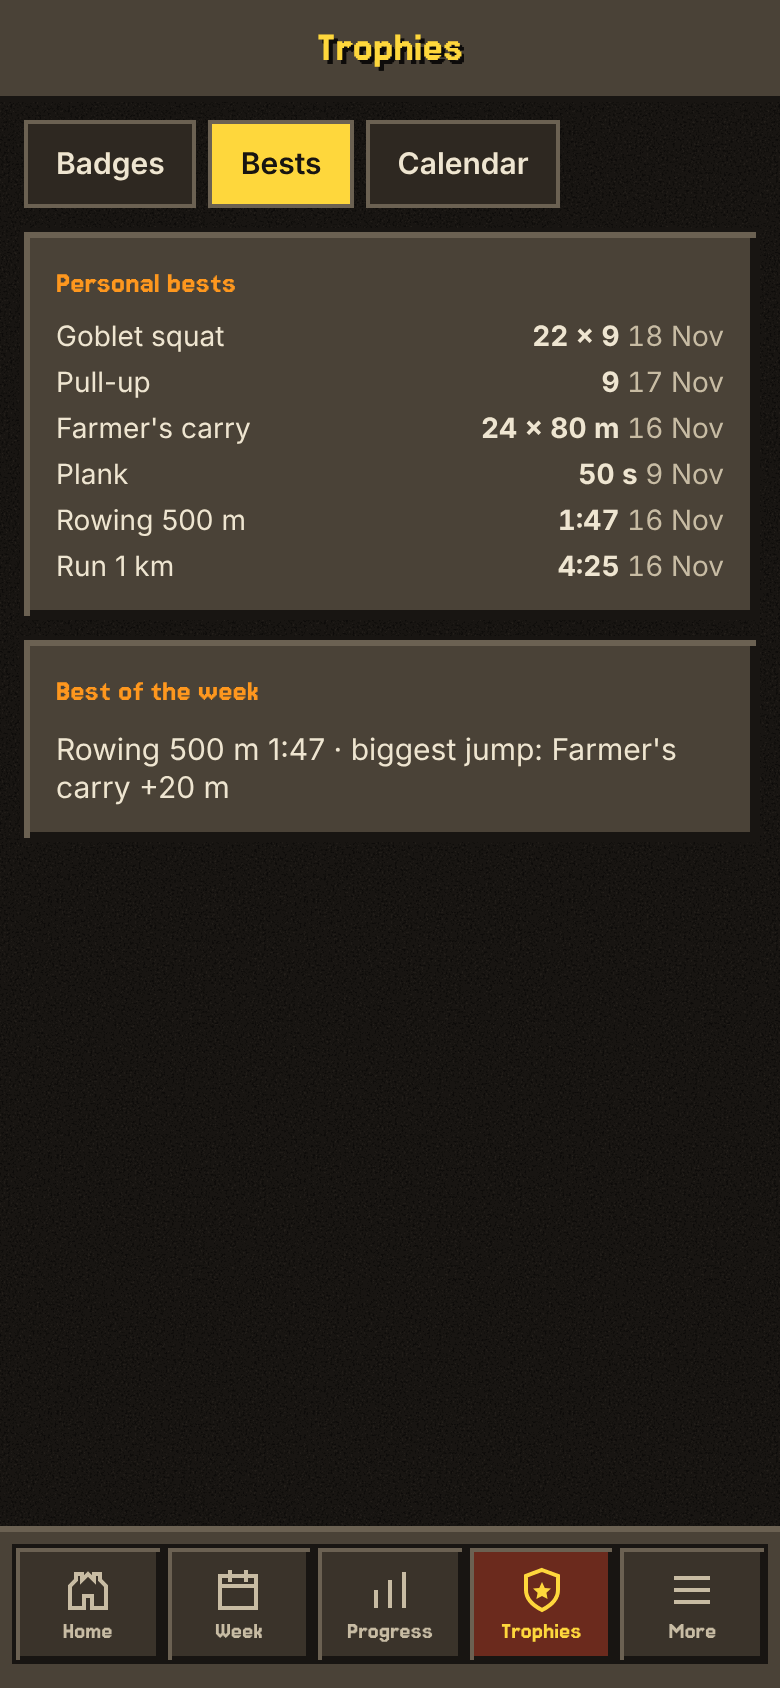 Trophies
Badges
Bests
Calendar
Personal bests
Goblet squat 22 × 9 18 Nov
Pull-up 9 17 Nov
Farmer's carry 24 × 80 m 16 Nov
Plank 50 s 9 Nov
Rowing 500 m 1:47 16 Nov
Run 1 km 4:25 16 Nov
Best of the week
Rowing 500 m 1:47 · biggest jump: Farmer's
carry +20 m
Home
Week
Progress
Trophies
More